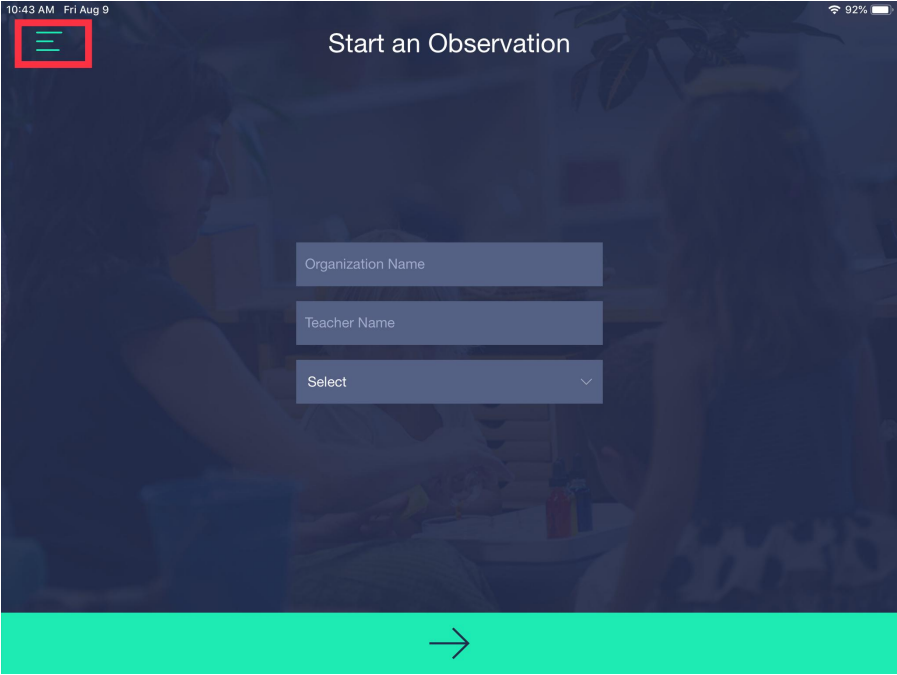 10:43 AM Fri Aug 9
92%
Start an Observation
Organization Name
Teacher Name
Select